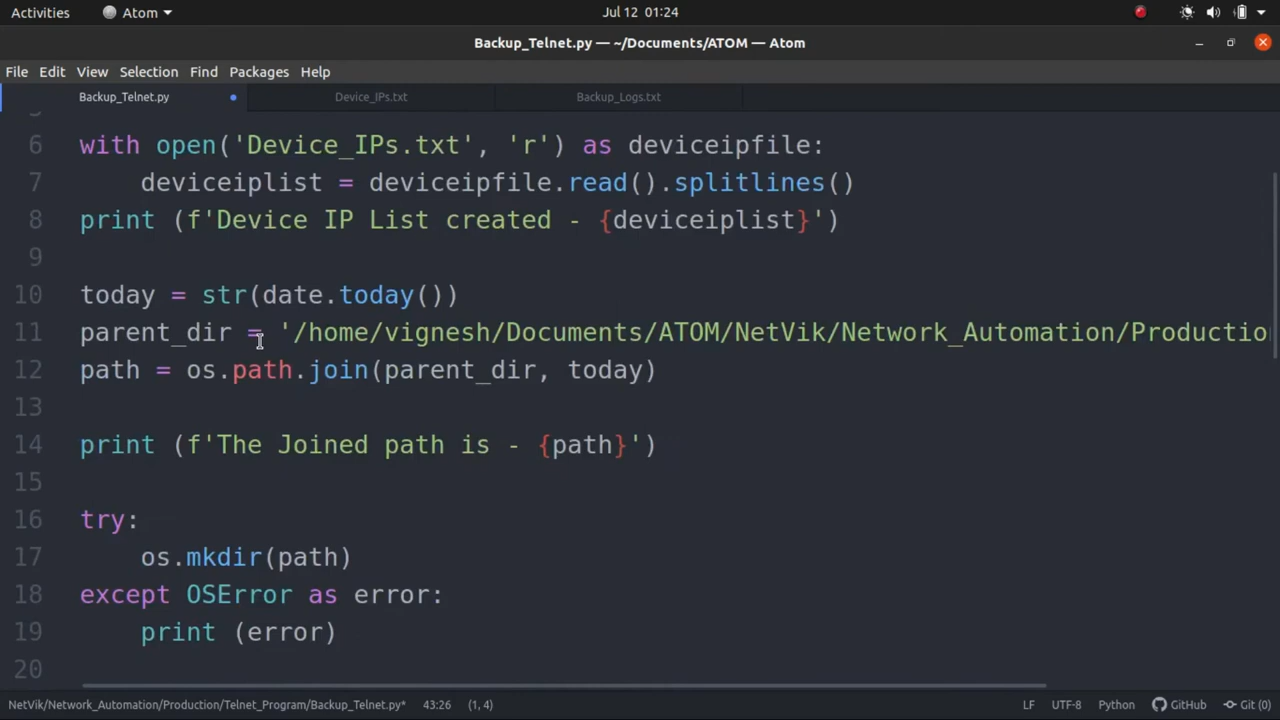 Activities Atom Jul 12 01:24
Backup_Telnet.py — ~/Documents/ATOM — Atom
File Edit View Selection Find Packages Help
Backup_Telnet.py Device_IPs.txt Backup_Logs.txt
6 with open('Device_IPs.txt', 'r') as deviceipfile:
7 deviceiplist = deviceipfile.read().splitlines()
8 print (f'Device IP List created - {deviceiplist}')
9
10 today = str(date.today())
11 parent_dir = '/home/vignesh/Documents/ATOM/NetVik/Network_Automation/Productio
12 path = os.path.join(parent_dir, today)
13
14 print (f'The Joined path is - {path}')
15
16 try:
17 os.mkdir(path)
18 except OSError as error:
19 print (error)
20
NetVik/Network_Automation/Production/Telnet_Program/Backup_Telnet.py* 43:26 (1, 4) LF UTF-8 Python GitHub Git (0)